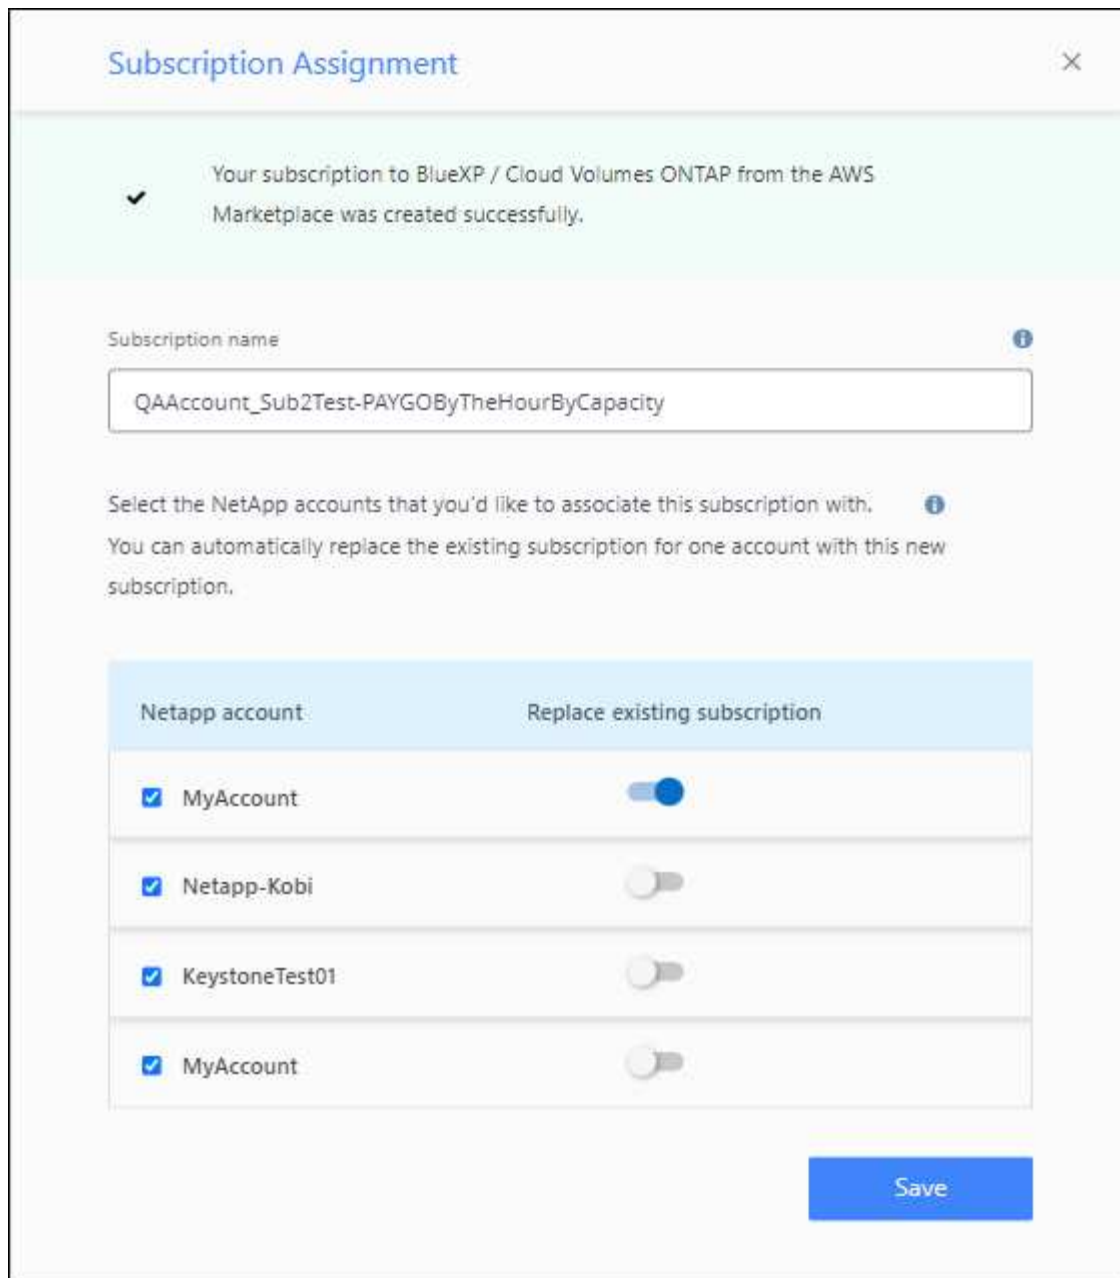 Subscription Assignment
Your subscription to BlueXP / Cloud Volumes ONTAP from the AWS
Marketplace was created successfully.
Subscription name
QAAccount_Sub2Test-PAYGOByTheHourByCapacity
Select the NetApp accounts that you'd like to associate this subscription with.
You can automatically replace the existing subscription for one account with this new
subscription.
Netapp account Replace existing subscription
MyAccount
Netapp-Kobi
KeystoneTest01
MyAccount
Save